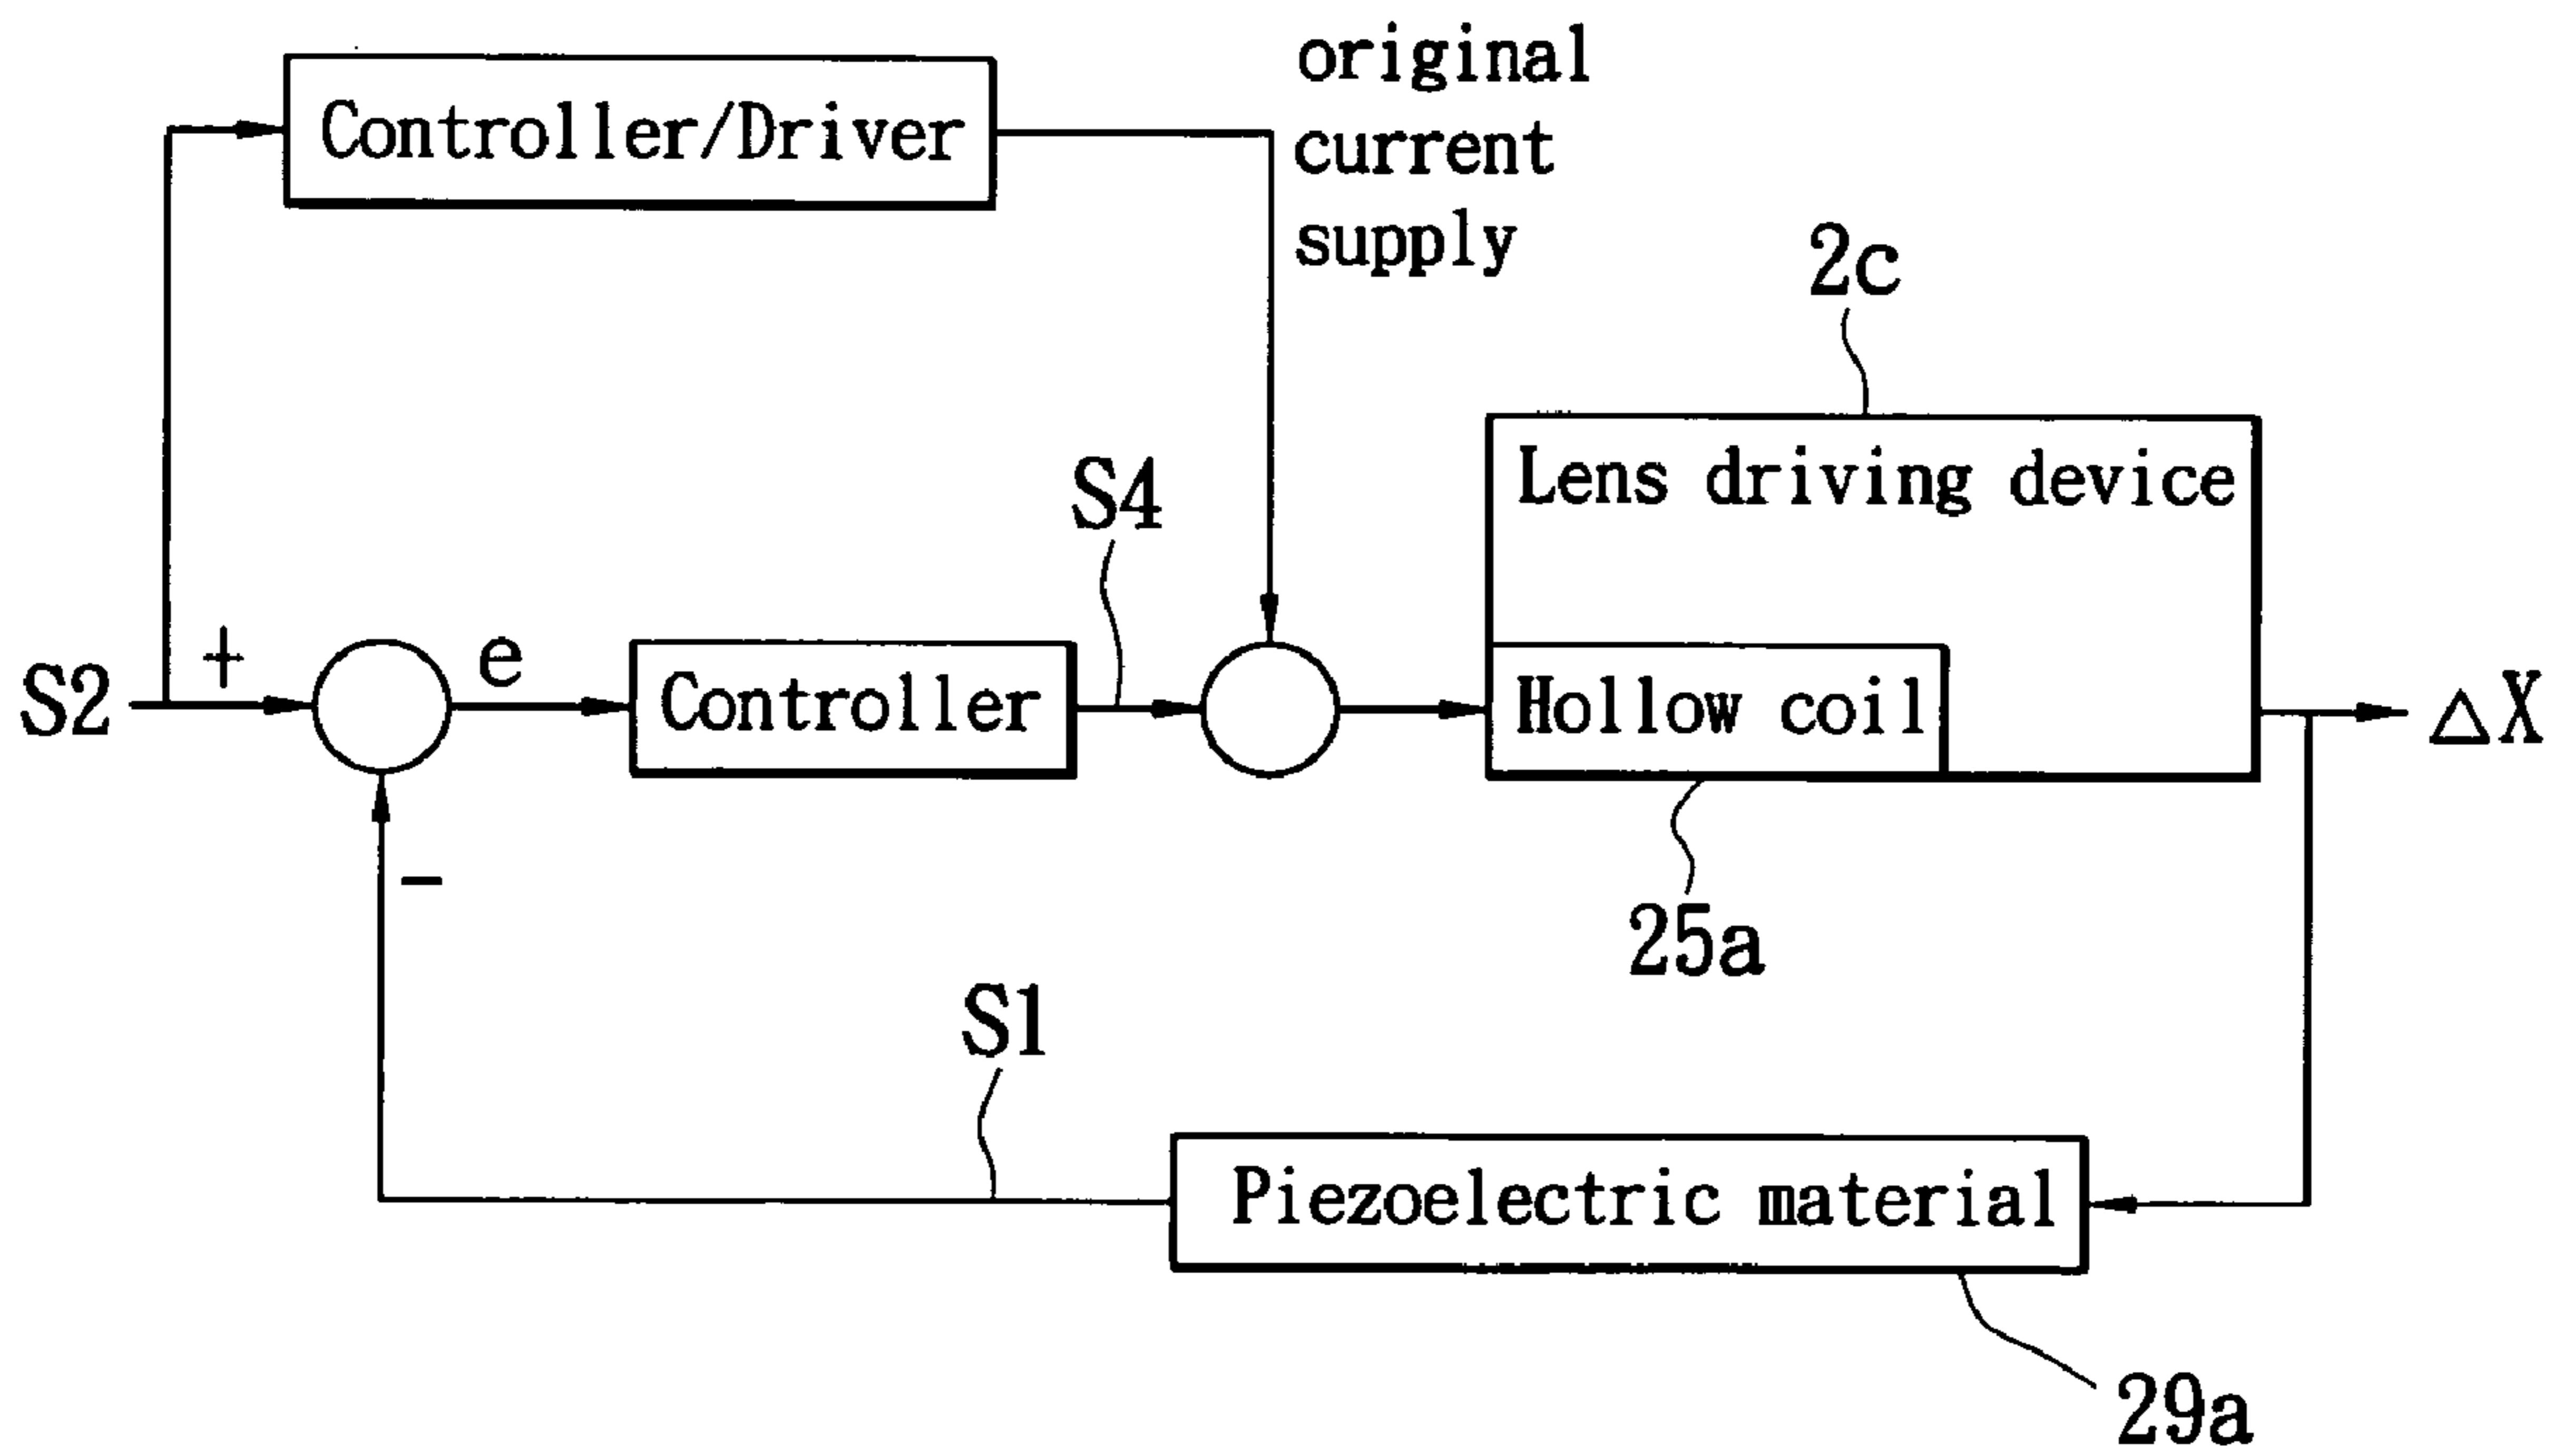 original
current
supply
Controller/Driver
2c
Lens driving device
S4
S2
+
e
Controller
Hollow coil
△X
-
25a
S1
Piezoelectric material
29a